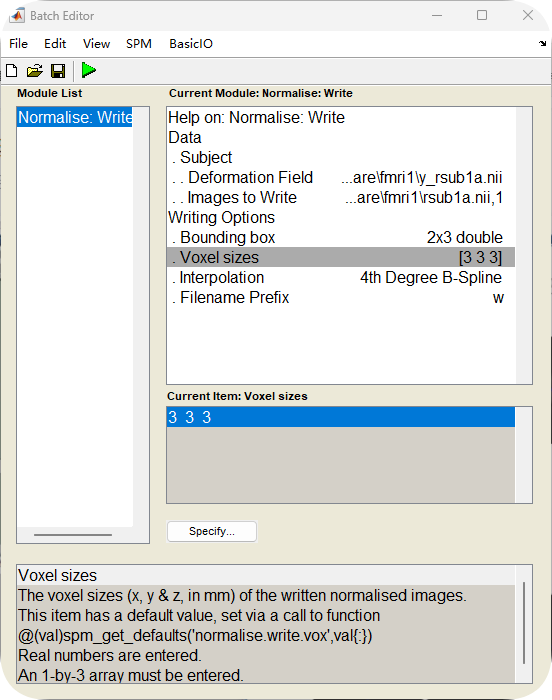 Batch Editor
File Edit View SPM BasicIO
Module List
Normalise: Write
Current Module: Normalise: Write
Help on: Normalise: Write
Data
. Subject
. . Deformation Field ...are\fmri1\y_rsub1a.nii
. . Images to Write ...are\fmri1\rsub1a.nii,1
Writing Options
. Bounding box 2x3 double
. Voxel sizes [3 3 3]
. Interpolation 4th Degree B-Spline
. Filename Prefix w
Current Item: Voxel sizes
3 3 3
Specify...
Voxel sizes
The voxel sizes (x, y & z, in mm) of the written normalised images.
This item has a default value, set via a call to function
@(val)spm_get_defaults('normalise.write.vox',val{:})
Real numbers are entered.
An 1-by-3 array must be entered.